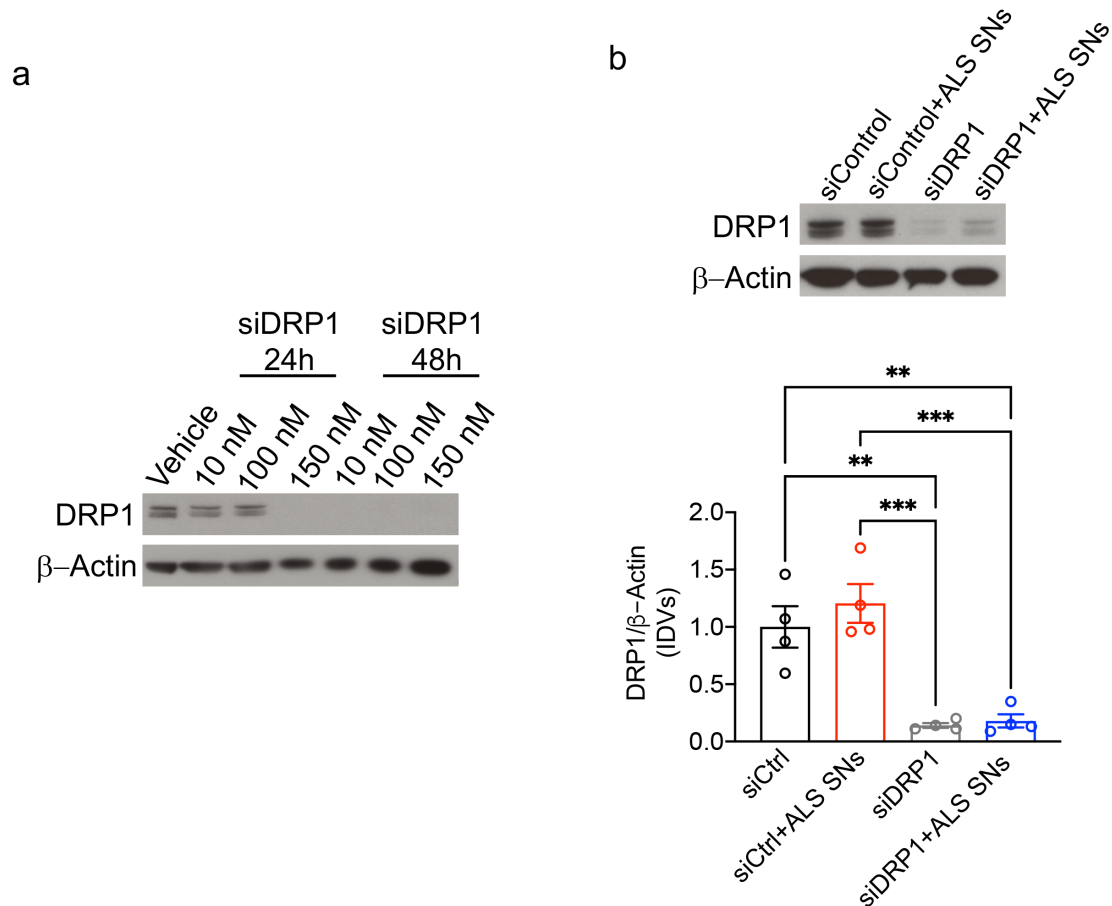 a
siDRP1
24h
siDRP1
48h
Vehicle
10 nM
100 nM
150 nM
10 nM
100 nM
150 nM
DRP1
β–Actin
b
siControl
siControl+ALS SNs
siDRP1
siDRP1+ALS SNs
DRP1
β–Actin
**
***
**
***
DRP1/β–Actin
(IDVs)
2.0
1.5
1.0
0.5
0.0
siCtrl
siCtrl+ALS SNs
siDRP1
siDRP1+ALS SNs